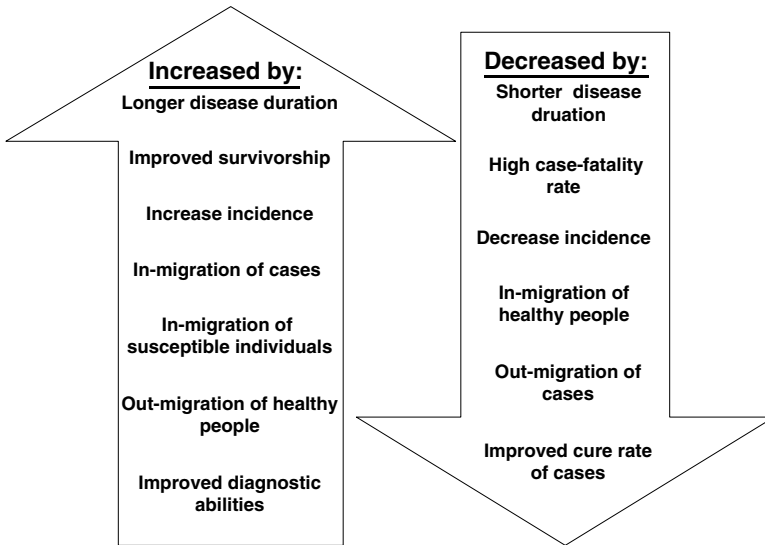 Increased by:
Longer disease duration
Improved survivorship
Increase incidence
In-migration of cases
In-migration of
susceptible individuals
Out-migration of healthy
people
Improved diagnostic
abilities
Decreased by:
Shorter disease
druation
High case-fatality
rate
Decrease incidence
In-migration of
healthy people
Out-migration of
cases
Improved cure rate
of cases